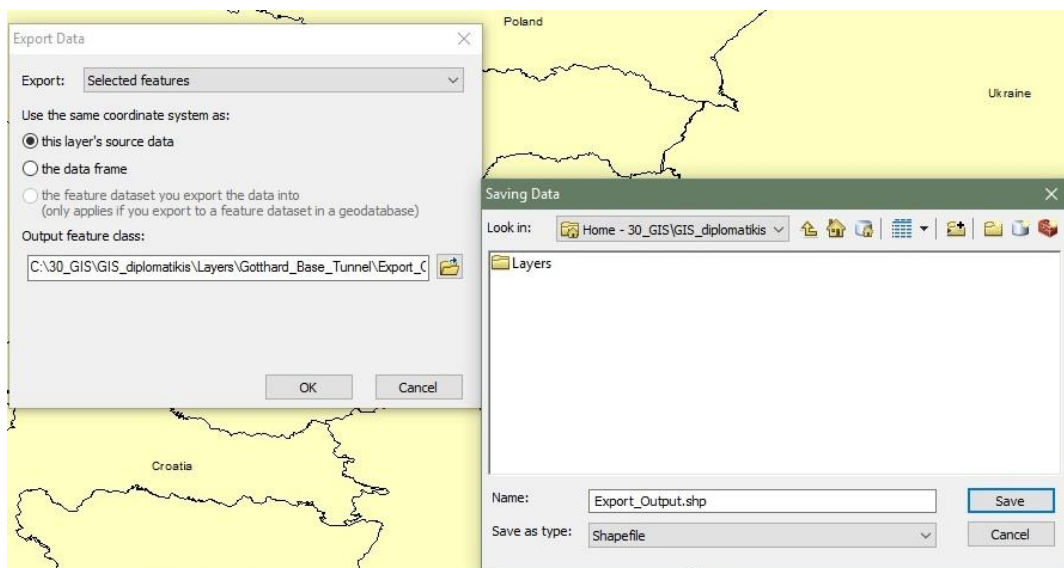 Poland
Ukraine
Croatia
Export Data
Export: Selected features
Use the same coordinate system as:
this layer's source data
the data frame
the feature dataset you export the data into
(only applies if you export to a feature dataset in a geodatabase)
Output feature class:
C:\30_GIS\GIS_diplomatikis\Layers\Gotthard_Base_Tunnel\Export_(
OK Cancel
Saving Data
Look in: Home - 30_GIS\GIS_diplomatikis
Layers
Name: Export_Output.shp Save
Save as type: Shapefile Cancel